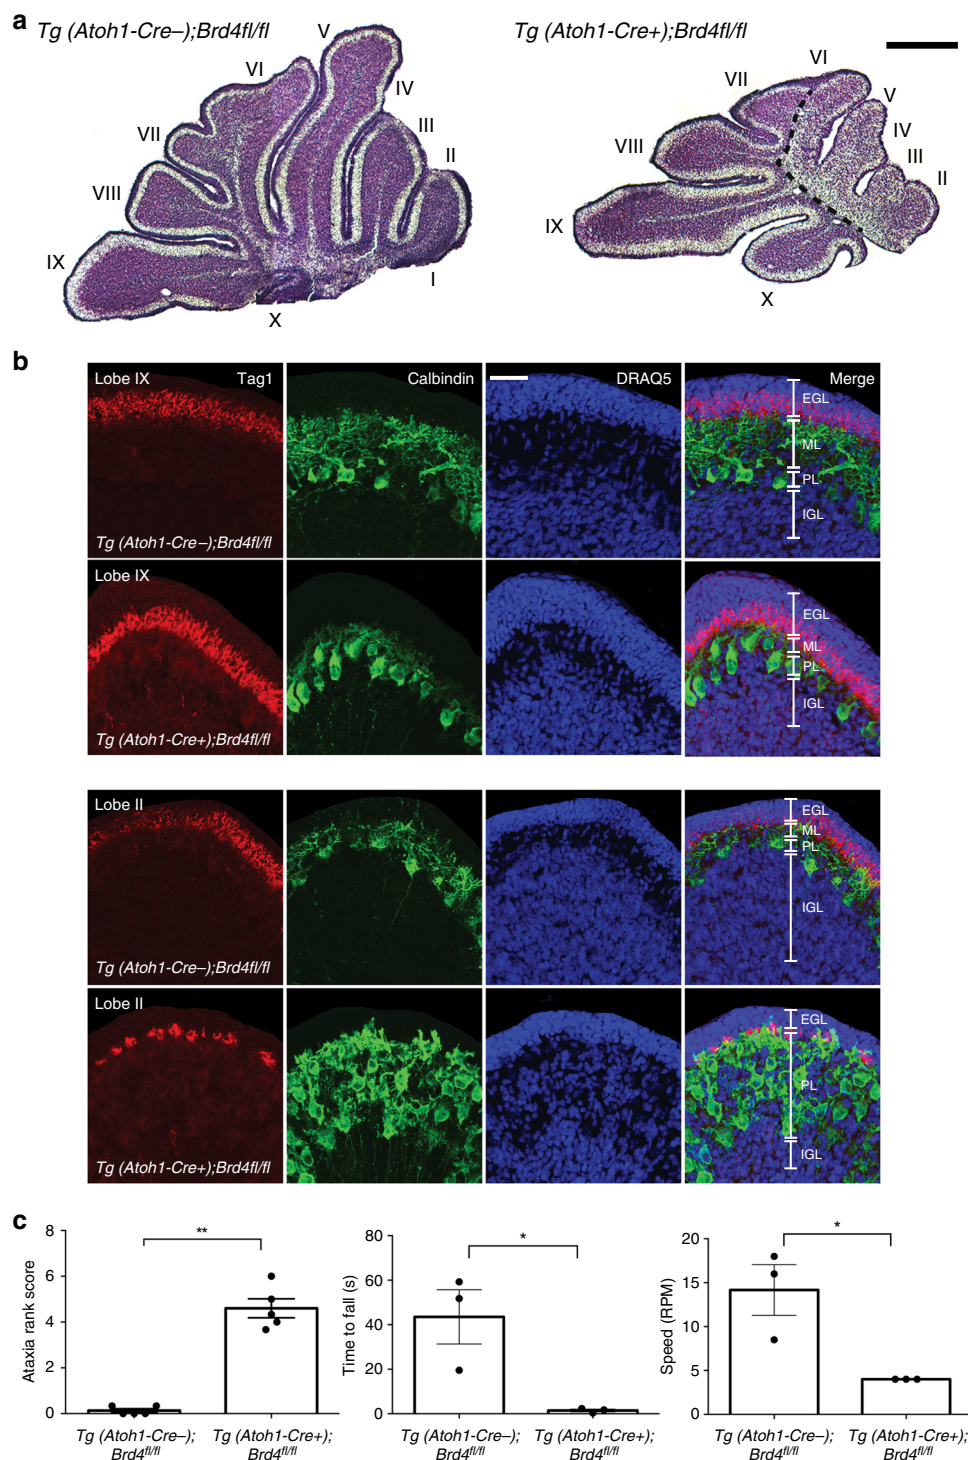 a
Tg (Atoh1-Cre–);Brd4fl/fl
Tg (Atoh1-Cre+);Brd4fl/fl
V
VI
IV
III
VII
II
VIII
IX
I
X
VI
VII
V
IV
VIII
III
II
IX
X
b
Lobe IX Tag1 Calbindin DRAQ5 Merge
EGL
ML
PL
IGL
Tg (Atoh1-Cre–);Brd4fl/fl
Lobe IX
EGL
ML
PL
IGL
Tg (Atoh1-Cre+);Brd4fl/fl
Lobe II
EGL
ML
PL
IGL
Tg (Atoh1-Cre–);Brd4fl/fl
Lobe II
EGL
PL
IGL
Tg (Atoh1-Cre+);Brd4fl/fl
c
Ataxia rank score
8
6
4
2
0
**
Tg (Atoh1-Cre–); Tg (Atoh1-Cre+);
Brd4fl/fl Brd4fl/fl
Time to fall (s)
80
60
40
20
0
*
Tg (Atoh1-Cre–); Tg (Atoh1-Cre+);
Brd4fl/fl Brd4fl/fl
Speed (RPM)
20
15
10
5
0
*
Tg (Atoh1-Cre–); Tg (Atoh1-Cre+);
Brd4fl/fl Brd4fl/fl